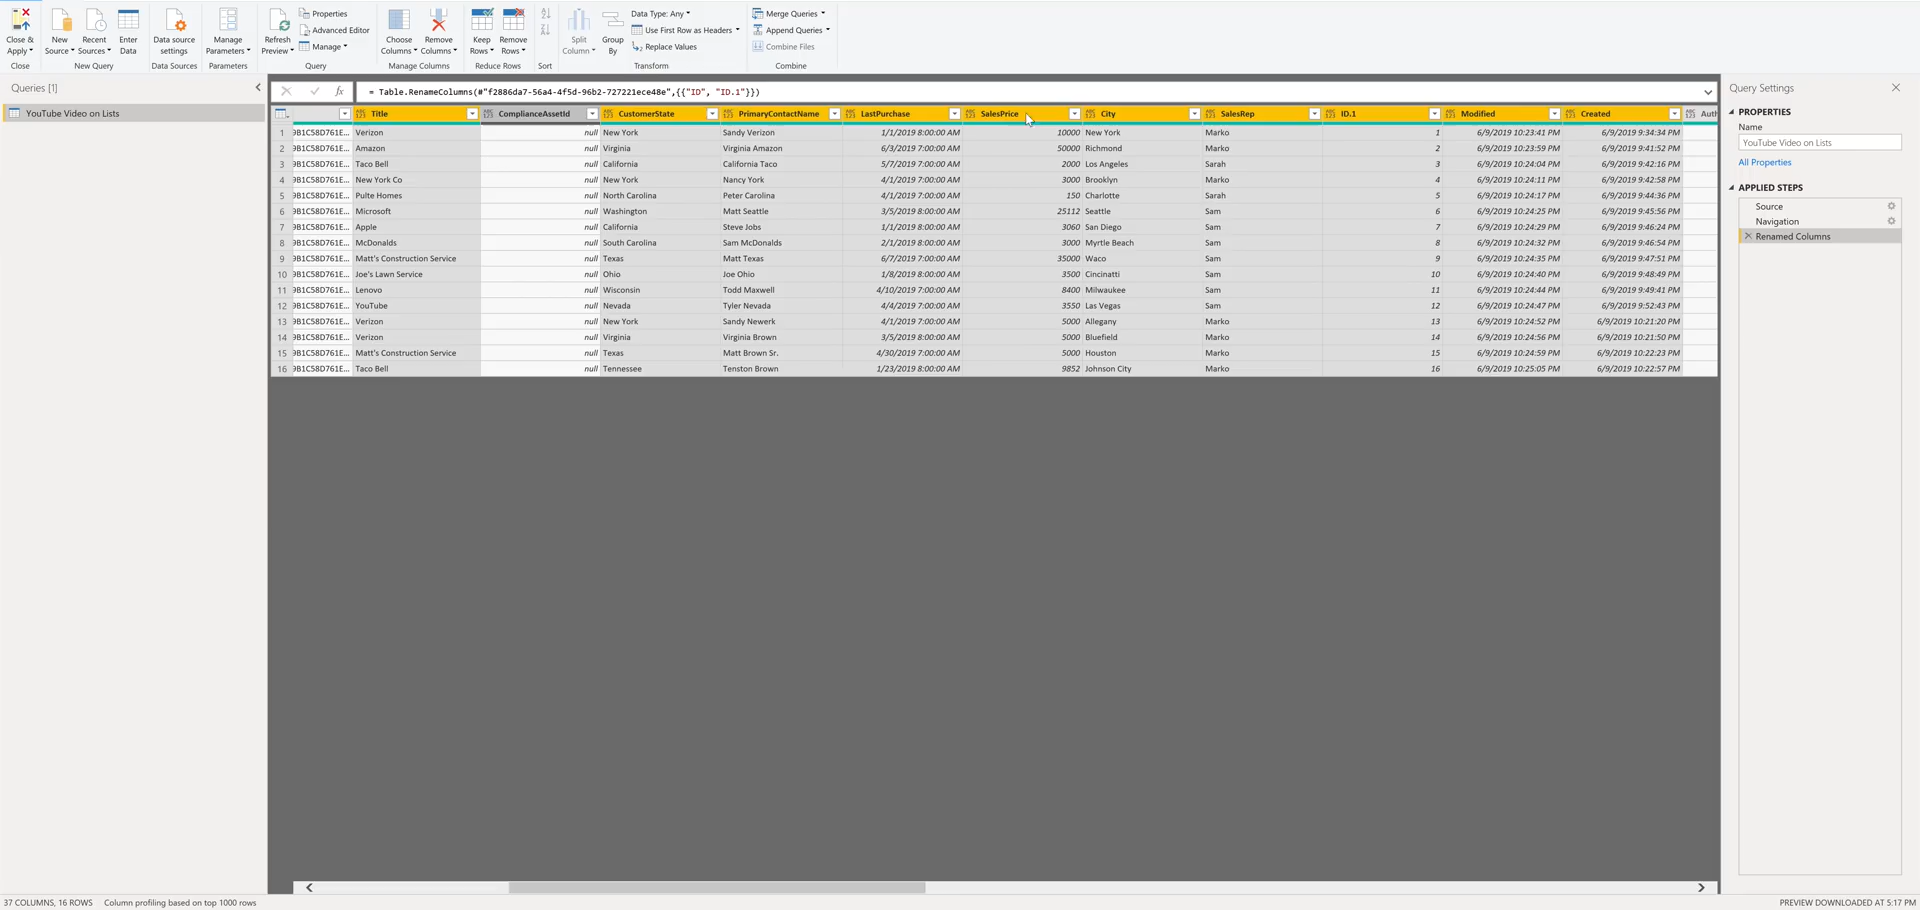 Close & Apply
New Source
Recent Sources
Enter Data
Data source settings
Manage Parameters
Refresh Preview
Properties
Advanced Editor
Manage
Choose Columns
Remove Columns
Keep Rows
Remove Rows
Split Column
Group By
Data Type: Any
Use First Row as Headers
Replace Values
Merge Queries
Append Queries
Combine Files
Close
New Query
Data Sources
Parameters
Query
Manage Columns
Reduce Rows
Sort
Transform
Combine
Queries [1]
YouTube Video on Lists
fx = Table.RenameColumns(#"f2886da7-56a4-4f5d-96b2-727221ece48e",{{"ID", "ID.1"}})
Title ComplianceAssetId CustomerState PrimaryContactName LastPurchase SalesPrice City SalesRep ID.1 Modified Created Auth
1 9B1C58D761E... Verizon null New York Sandy Verizon 1/1/2019 8:00:00 AM 10000 New York Marko 1 6/9/2019 10:23:41 PM 6/9/2019 9:34:34 PM
2 9B1C58D761E... Amazon null Virginia Virginia Amazon 6/3/2019 7:00:00 AM 50000 Richmond Marko 2 6/9/2019 10:23:59 PM 6/9/2019 9:41:52 PM
3 9B1C58D761E... Taco Bell null California California Taco 5/7/2019 7:00:00 AM 2000 Los Angeles Sarah 3 6/9/2019 10:24:04 PM 6/9/2019 9:42:16 PM
4 9B1C58D761E... New York Co null New York Nancy York 4/1/2019 7:00:00 AM 3000 Brooklyn Marko 4 6/9/2019 10:24:11 PM 6/9/2019 9:42:58 PM
5 9B1C58D761E... Pulte Homes null North Carolina Peter Carolina 4/1/2019 7:00:00 AM 150 Charlotte Sarah 5 6/9/2019 10:24:17 PM 6/9/2019 9:44:36 PM
6 9B1C58D761E... Microsoft null Washington Matt Seattle 3/5/2019 8:00:00 AM 25112 Seattle Sam 6 6/9/2019 10:24:25 PM 6/9/2019 9:45:56 PM
7 9B1C58D761E... Apple null California Steve Jobs 1/1/2019 8:00:00 AM 3060 San Diego Sam 7 6/9/2019 10:24:29 PM 6/9/2019 9:46:24 PM
8 9B1C58D761E... McDonalds null South Carolina Sam McDonalds 2/1/2019 8:00:00 AM 3000 Myrtle Beach Sam 8 6/9/2019 10:24:32 PM 6/9/2019 9:46:54 PM
9 9B1C58D761E... Matt's Construction Service null Texas Matt Texas 6/7/2019 7:00:00 AM 35000 Waco Sam 9 6/9/2019 10:24:35 PM 6/9/2019 9:47:51 PM
10 9B1C58D761E... Joe's Lawn Service null Ohio Joe Ohio 1/8/2019 8:00:00 AM 3500 Cincinatti Sam 10 6/9/2019 10:24:40 PM 6/9/2019 9:48:49 PM
11 9B1C58D761E... Lenovo null Wisconsin Todd Maxwell 4/10/2019 7:00:00 AM 8400 Milwaukee Sam 11 6/9/2019 10:24:44 PM 6/9/2019 9:49:41 PM
12 9B1C58D761E... YouTube null Nevada Tyler Nevada 4/4/2019 7:00:00 AM 3550 Las Vegas Sam 12 6/9/2019 10:24:47 PM 6/9/2019 9:52:43 PM
13 9B1C58D761E... Verizon null New York Sandy Newerk 4/1/2019 7:00:00 AM 5000 Allegany Marko 13 6/9/2019 10:24:52 PM 6/9/2019 10:21:20 PM
14 9B1C58D761E... Verizon null Virginia Virginia Brown 3/5/2019 8:00:00 AM 5000 Bluefield Marko 14 6/9/2019 10:24:56 PM 6/9/2019 10:21:50 PM
15 9B1C58D761E... Matt's Construction Service null Texas Matt Brown Sr. 4/30/2019 7:00:00 AM 5000 Houston Marko 15 6/9/2019 10:24:59 PM 6/9/2019 10:22:23 PM
16 9B1C58D761E... Taco Bell null Tennessee Tenston Brown 1/23/2019 8:00:00 AM 9852 Johnson City Marko 16 6/9/2019 10:25:05 PM 6/9/2019 10:22:57 PM
Query Settings
PROPERTIES
Name
YouTube Video on Lists
All Properties
APPLIED STEPS
Source
Navigation
Renamed Columns
37 COLUMNS, 16 ROWS Column profiling based on top 1000 rows
PREVIEW DOWNLOADED AT 5:17 PM